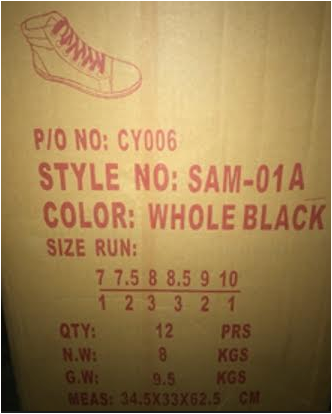 P/O NO: CY006
STYLE NO: SAM-01A
COLOR: WHOLE BLACK
SIZE RUN:
7 7.5 8 8.5 9 10
1 2 3 3 2 1
QTY: 12 PRS
N.W: 8 KGS
G.W: 9.5 KGS
MEAS: 34.5X33X62.5 CM